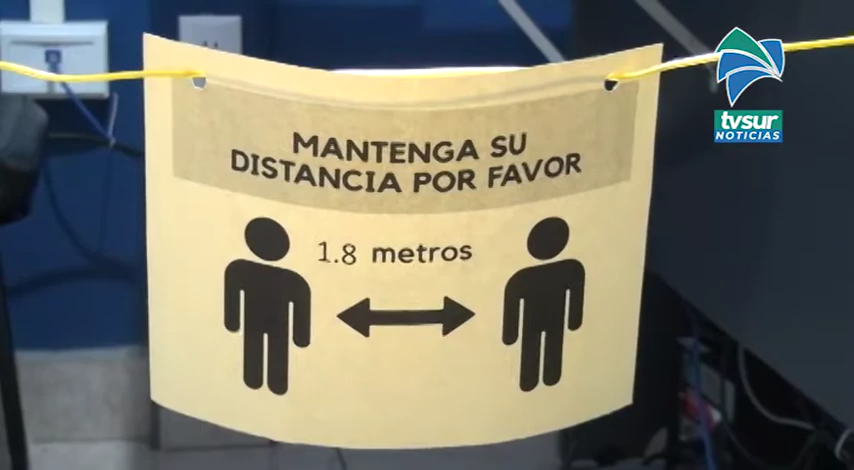 MANTENGA SU
DISTANCIA POR FAVOR
1.8 metros
tvsur
NOTICIAS